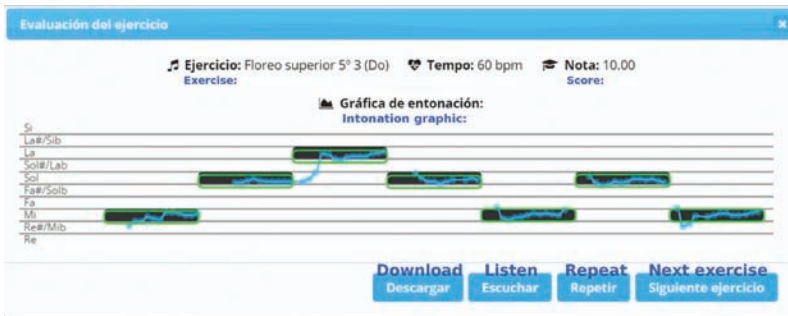 Evaluación del ejercicio ×
Ejercicio: Floreo superior 5º 3 (Do) Tempo: 60 bpm Nota: 10.00
Exercise: Score:
Gráfica de entonación:
Intonation graphic:
Si
La#/Sib
La
Sol#/Lab
Sol
Fa#/Solb
Fa
Mi
Re#/Mib
Re
Download Listen Repeat Next exercise
Descargar Escuchar Repetir Siguiente ejercicio